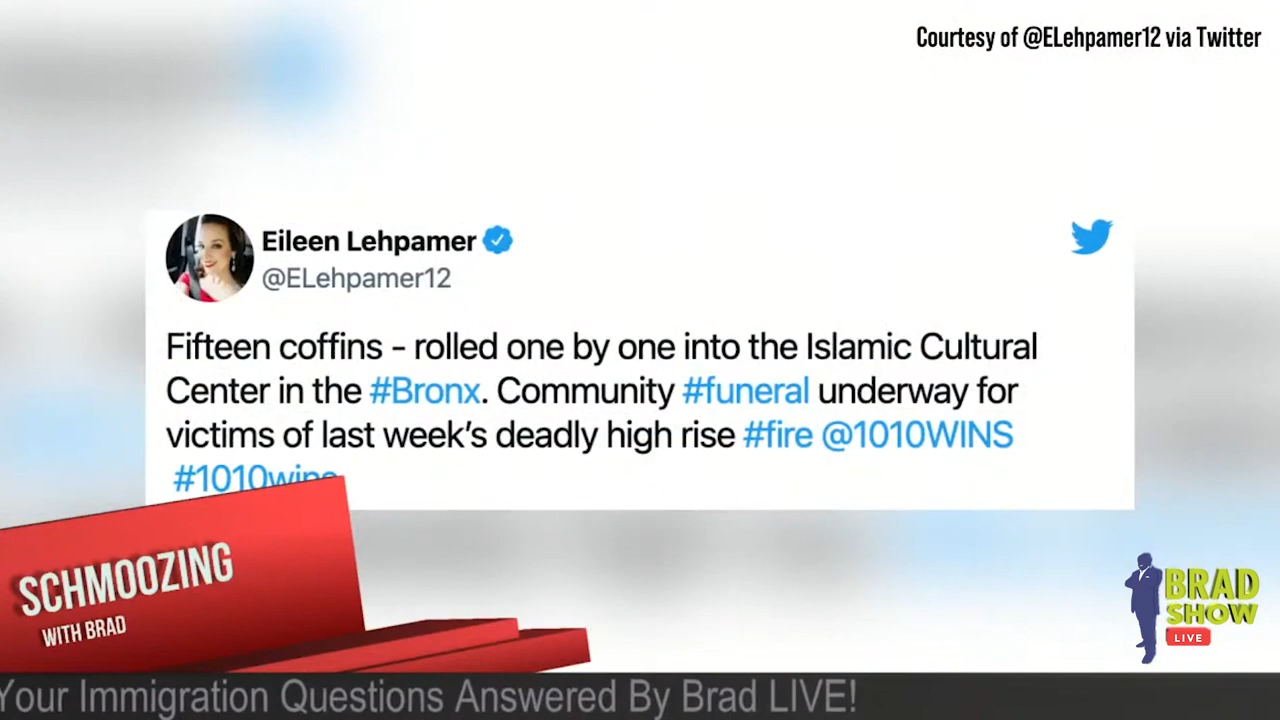 Courtesy of @ELehpamer12 via Twitter
Eileen Lehpamer
@ELehpamer12
Fifteen coffins - rolled one by one into the Islamic Cultural
Center in the #Bronx. Community #funeral underway for
victims of last week's deadly high rise #fire @1010WINS
#1010wins
SCHMOOZING
WITH BRAD
BRAD
SHOW
LIVE
Your Immigration Questions Answered By Brad LIVE!